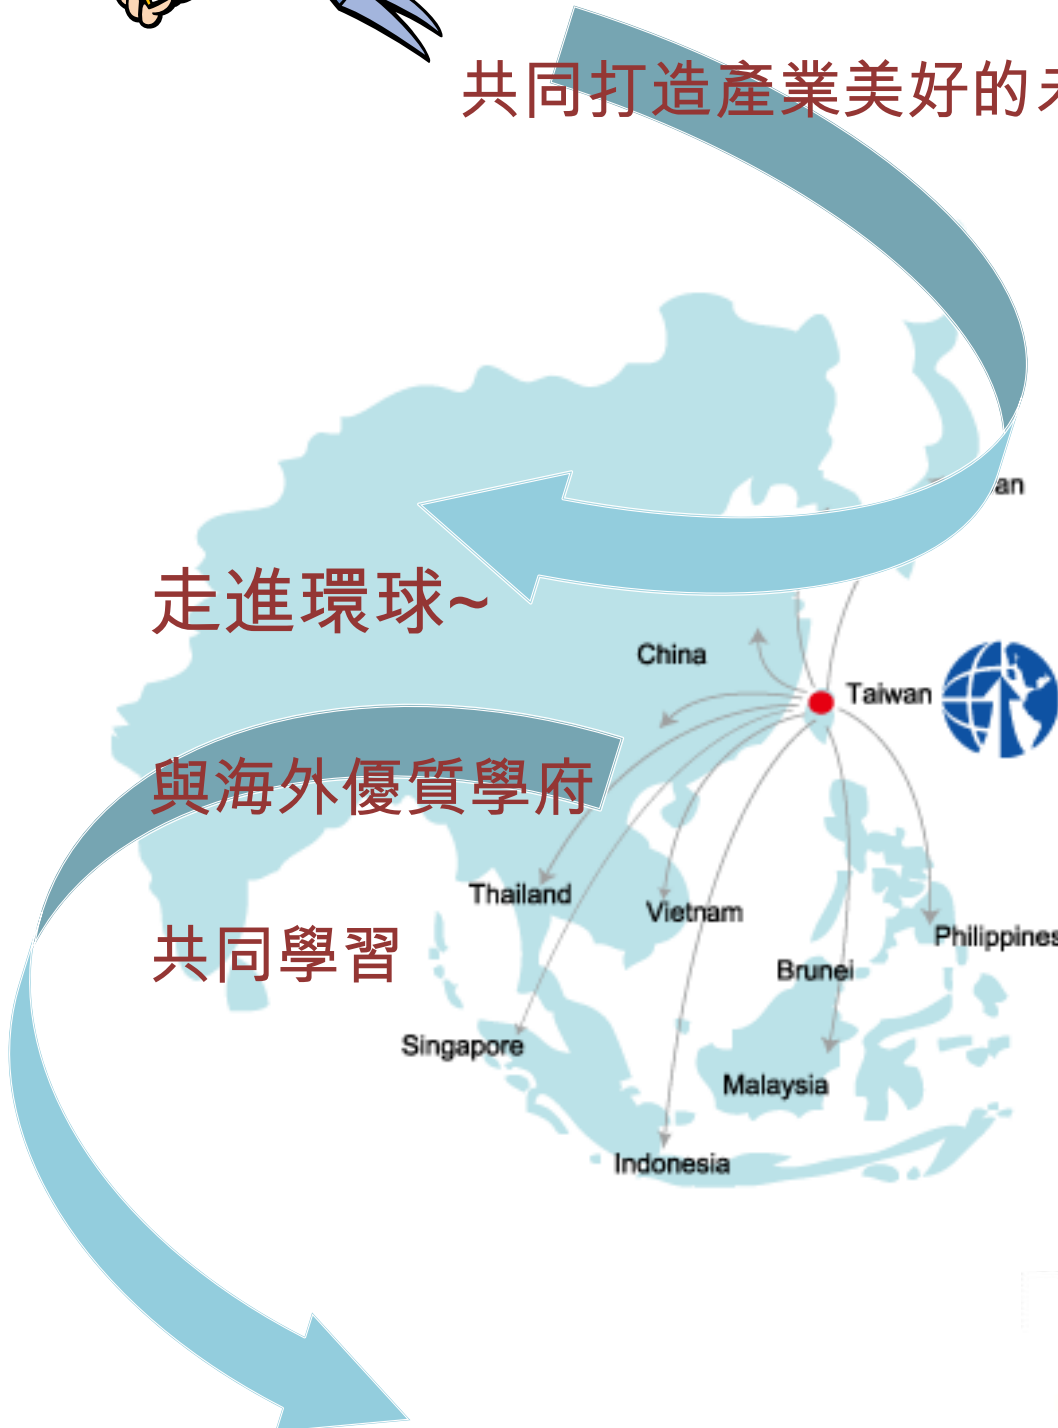 共同打造產業美好的
an
走進環球~
China
Taiwan
與海外優質學府
Thailand
Vietnam
Philippines
共同學習
Brunei
Singapore
Malaysia
Indonesia